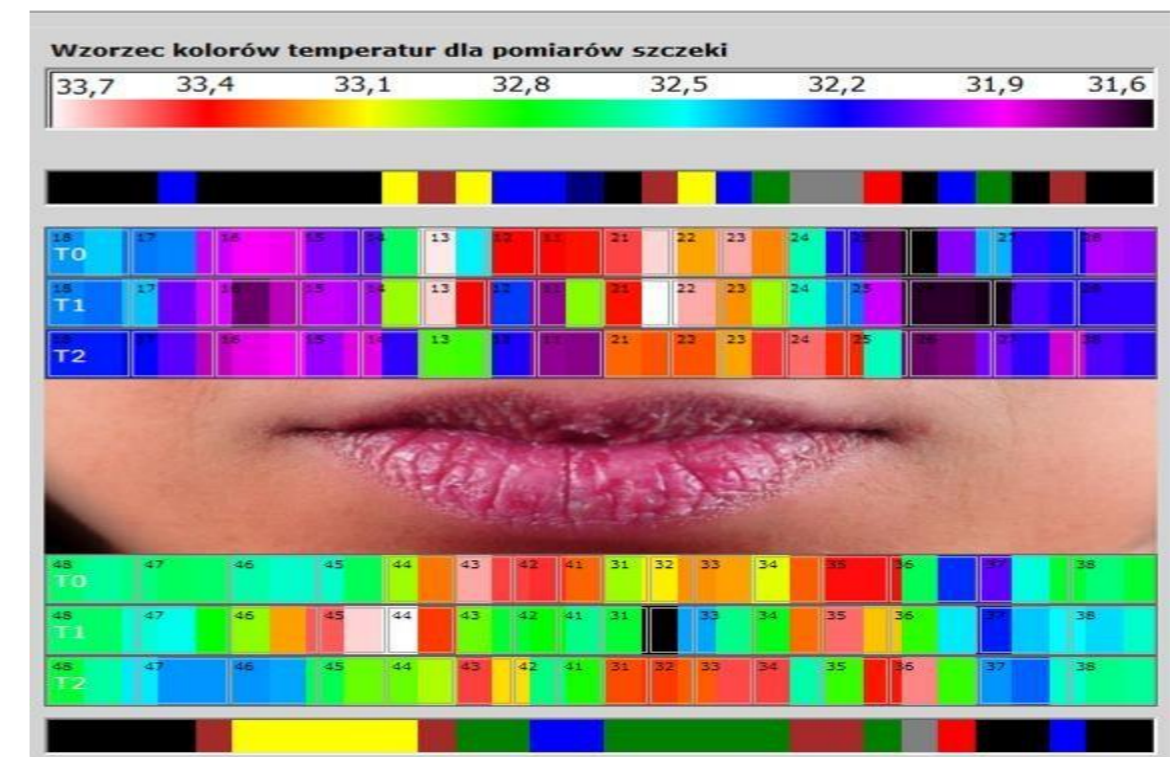 Wzorzec kolorów temperatur dla pomiarów szczeki
33,7 33,4 33,1 32,8 32,5 32,2 31,9 31,6
18 17 16 15 14 13 12 11 21 22 23 24 25 27 28
T0
18 17 16 15 14 13 12 11 21 22 23 24 25 28
T1
18 17 16 15 14 13 12 11 21 22 23 24 25 26 27 28
T2
48 47 46 45 44 43 42 41 31 32 33 34 35 36 37 38
T0
48 47 46 45 44 43 42 41 31 33 34 35 36 37 38
T1
48 47 46 45 44 43 42 41 31 32 33 34 35 36 37 38
T2